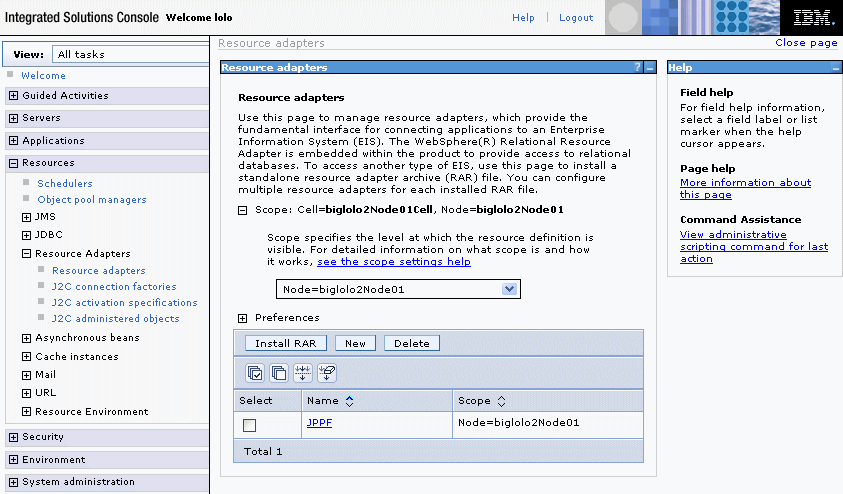 Integrated Solutions Console Welcome lolo
Help | Logout
IBM.
View: All tasks
Welcome
Guided Activities
Servers
Applications
Resources
Schedulers
Object pool managers
JMS
JDBC
Resource Adapters
Resource adapters
J2C connection factories
J2C activation specifications
J2C administered objects
Asynchronous beans
Cache instances
Mail
URL
Resource Environment
Security
Environment
System administration
Resource adapters
Close page
Resource adapters ? –
Resource adapters
Use this page to manage resource adapters, which provide the
fundamental interface for connecting applications to an Enterprise
Information System (EIS). The WebSphere(R) Relational Resource
Adapter is embedded within the product to provide access to relational
databases. To access another type of EIS, use this page to install a
standalone resource adapter archive (RAR) file. You can configure
multiple resource adapters for each installed RAR file.
Scope: Cell=biglolo2Node01Cell, Node=biglolo2Node01
Scope specifies the level at which the resource definition is
visible. For detailed information on what scope is and how
it works, see the scope settings help
Node=biglolo2Node01
Preferences
Install RAR New Delete
Select Name Scope
JPPF Node=biglolo2Node01
Total 1
Help –
Field help
For field help information,
select a field label or list
marker when the help
cursor appears.
Page help
More information about
this page
Command Assistance
View administrative
scripting command for last
action